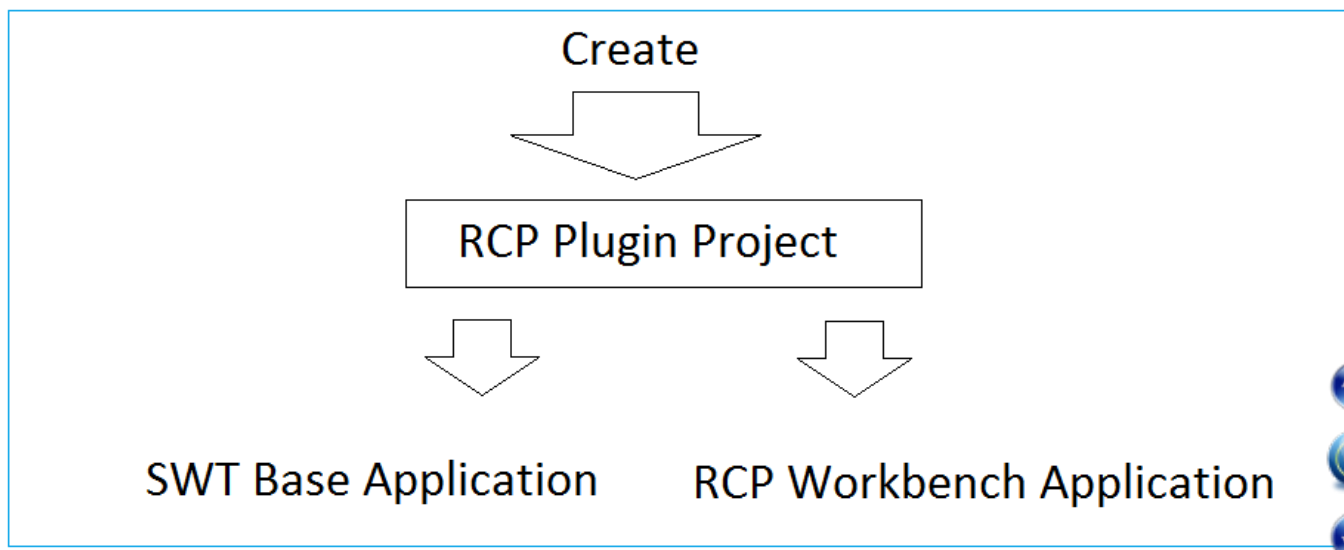 Create
RCP Plugin Project
SWT Base Application
RCP Workbench Application